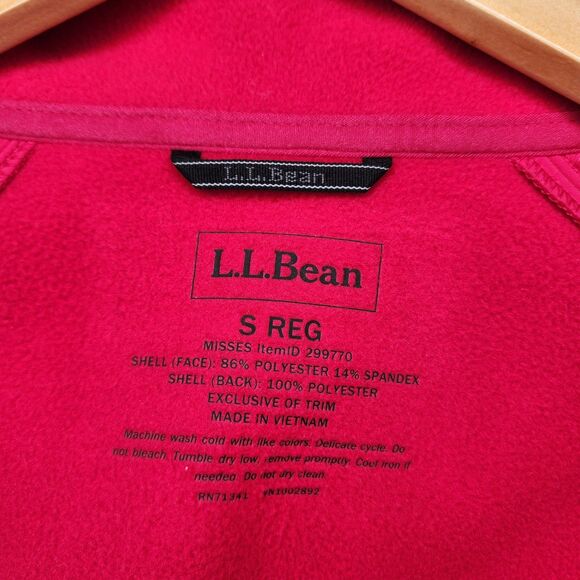 L.L.Bean
L.L.Bean
S REG
MISSES ItemID 299770
SHELL (FACE): 86% POLYESTER 14% SPANDEX
SHELL (BACK): 100% POLYESTER
EXCLUSIVE OF TRIM
MADE IN VIETNAM
Machine wash cold with like colors. Delicate cycle. Do
not bleach. Tumble dry low, remove promptly. Cool iron if
needed. Do not dry clean.
RN71341 VN1002892